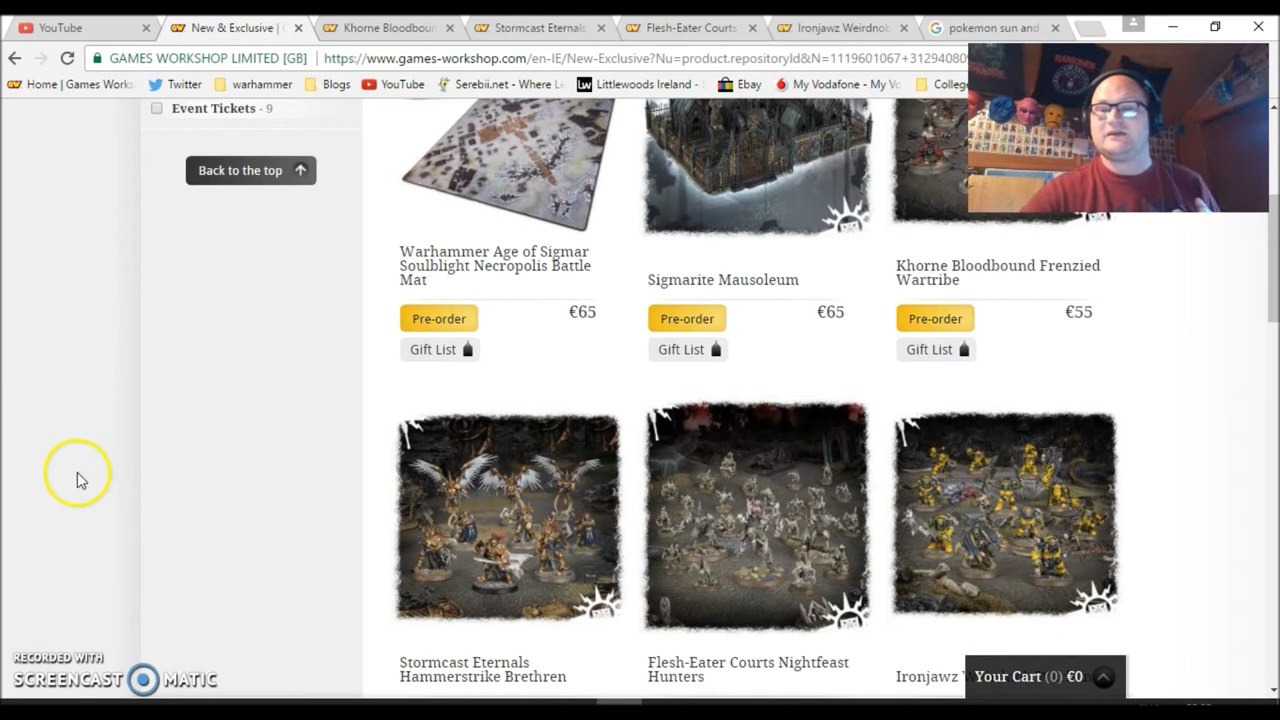 YouTube
New & Exclusive |
Khorne Bloodboun
Stormcast Eternals
Flesh-Eater Courts
Ironjawz Weirdnob
pokemon sun and
GAMES WORKSHOP LIMITED [GB]
https://www.games-workshop.com/en-IE/New-Exclusive?Nu=product.repositoryId&N=1119601067+312940809
Home | Games Works
Twitter
warhammer
Blogs
YouTube
Serebii.net - Where Le
Littlewoods Ireland -
Ebay
My Vodafone - My Vo
College
RAMONES
Event Tickets - 9
Back to the top
Warhammer Age of Sigmar
Soulblight Necropolis Battle
Mat
Pre-order
€65
Gift List
Sigmarite Mausoleum
Pre-order
€65
Gift List
Khorne Bloodbound Frenzied
Wartribe
Pre-order
€55
Gift List
Stormcast Eternals
Hammerstrike Brethren
Flesh-Eater Courts Nightfeast
Hunters
Ironjawz
Your Cart (0) €0
RECORDED WITH
SCREENCAST MATIC